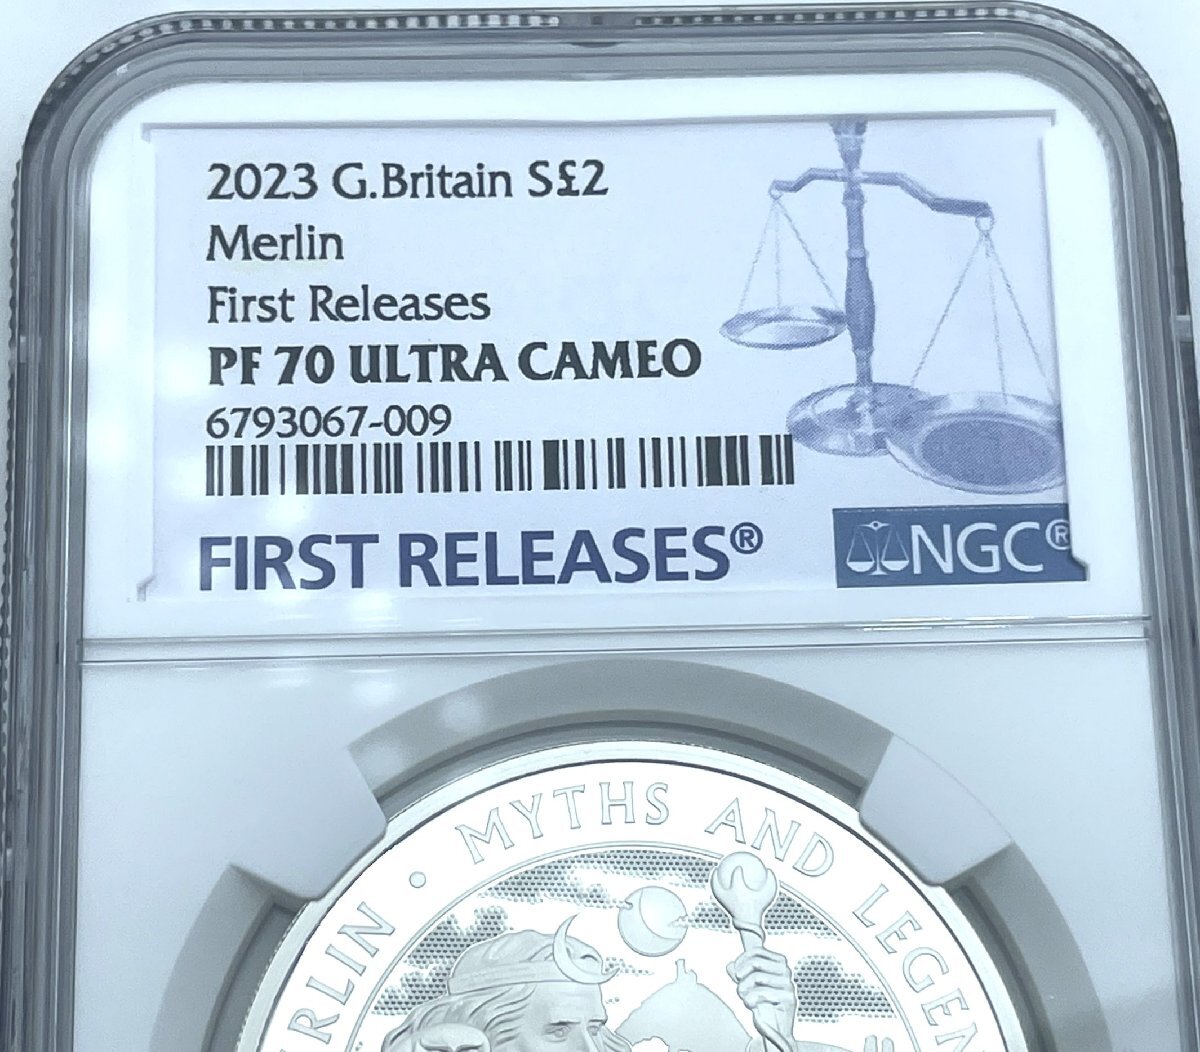 2023 G.Britain S£2
Merlin
First Releases
PF 70 ULTRA CAMEO
6793067-009
FIRST RELEASES®
NGC®
RLIN • MYTHS AND LEGEN